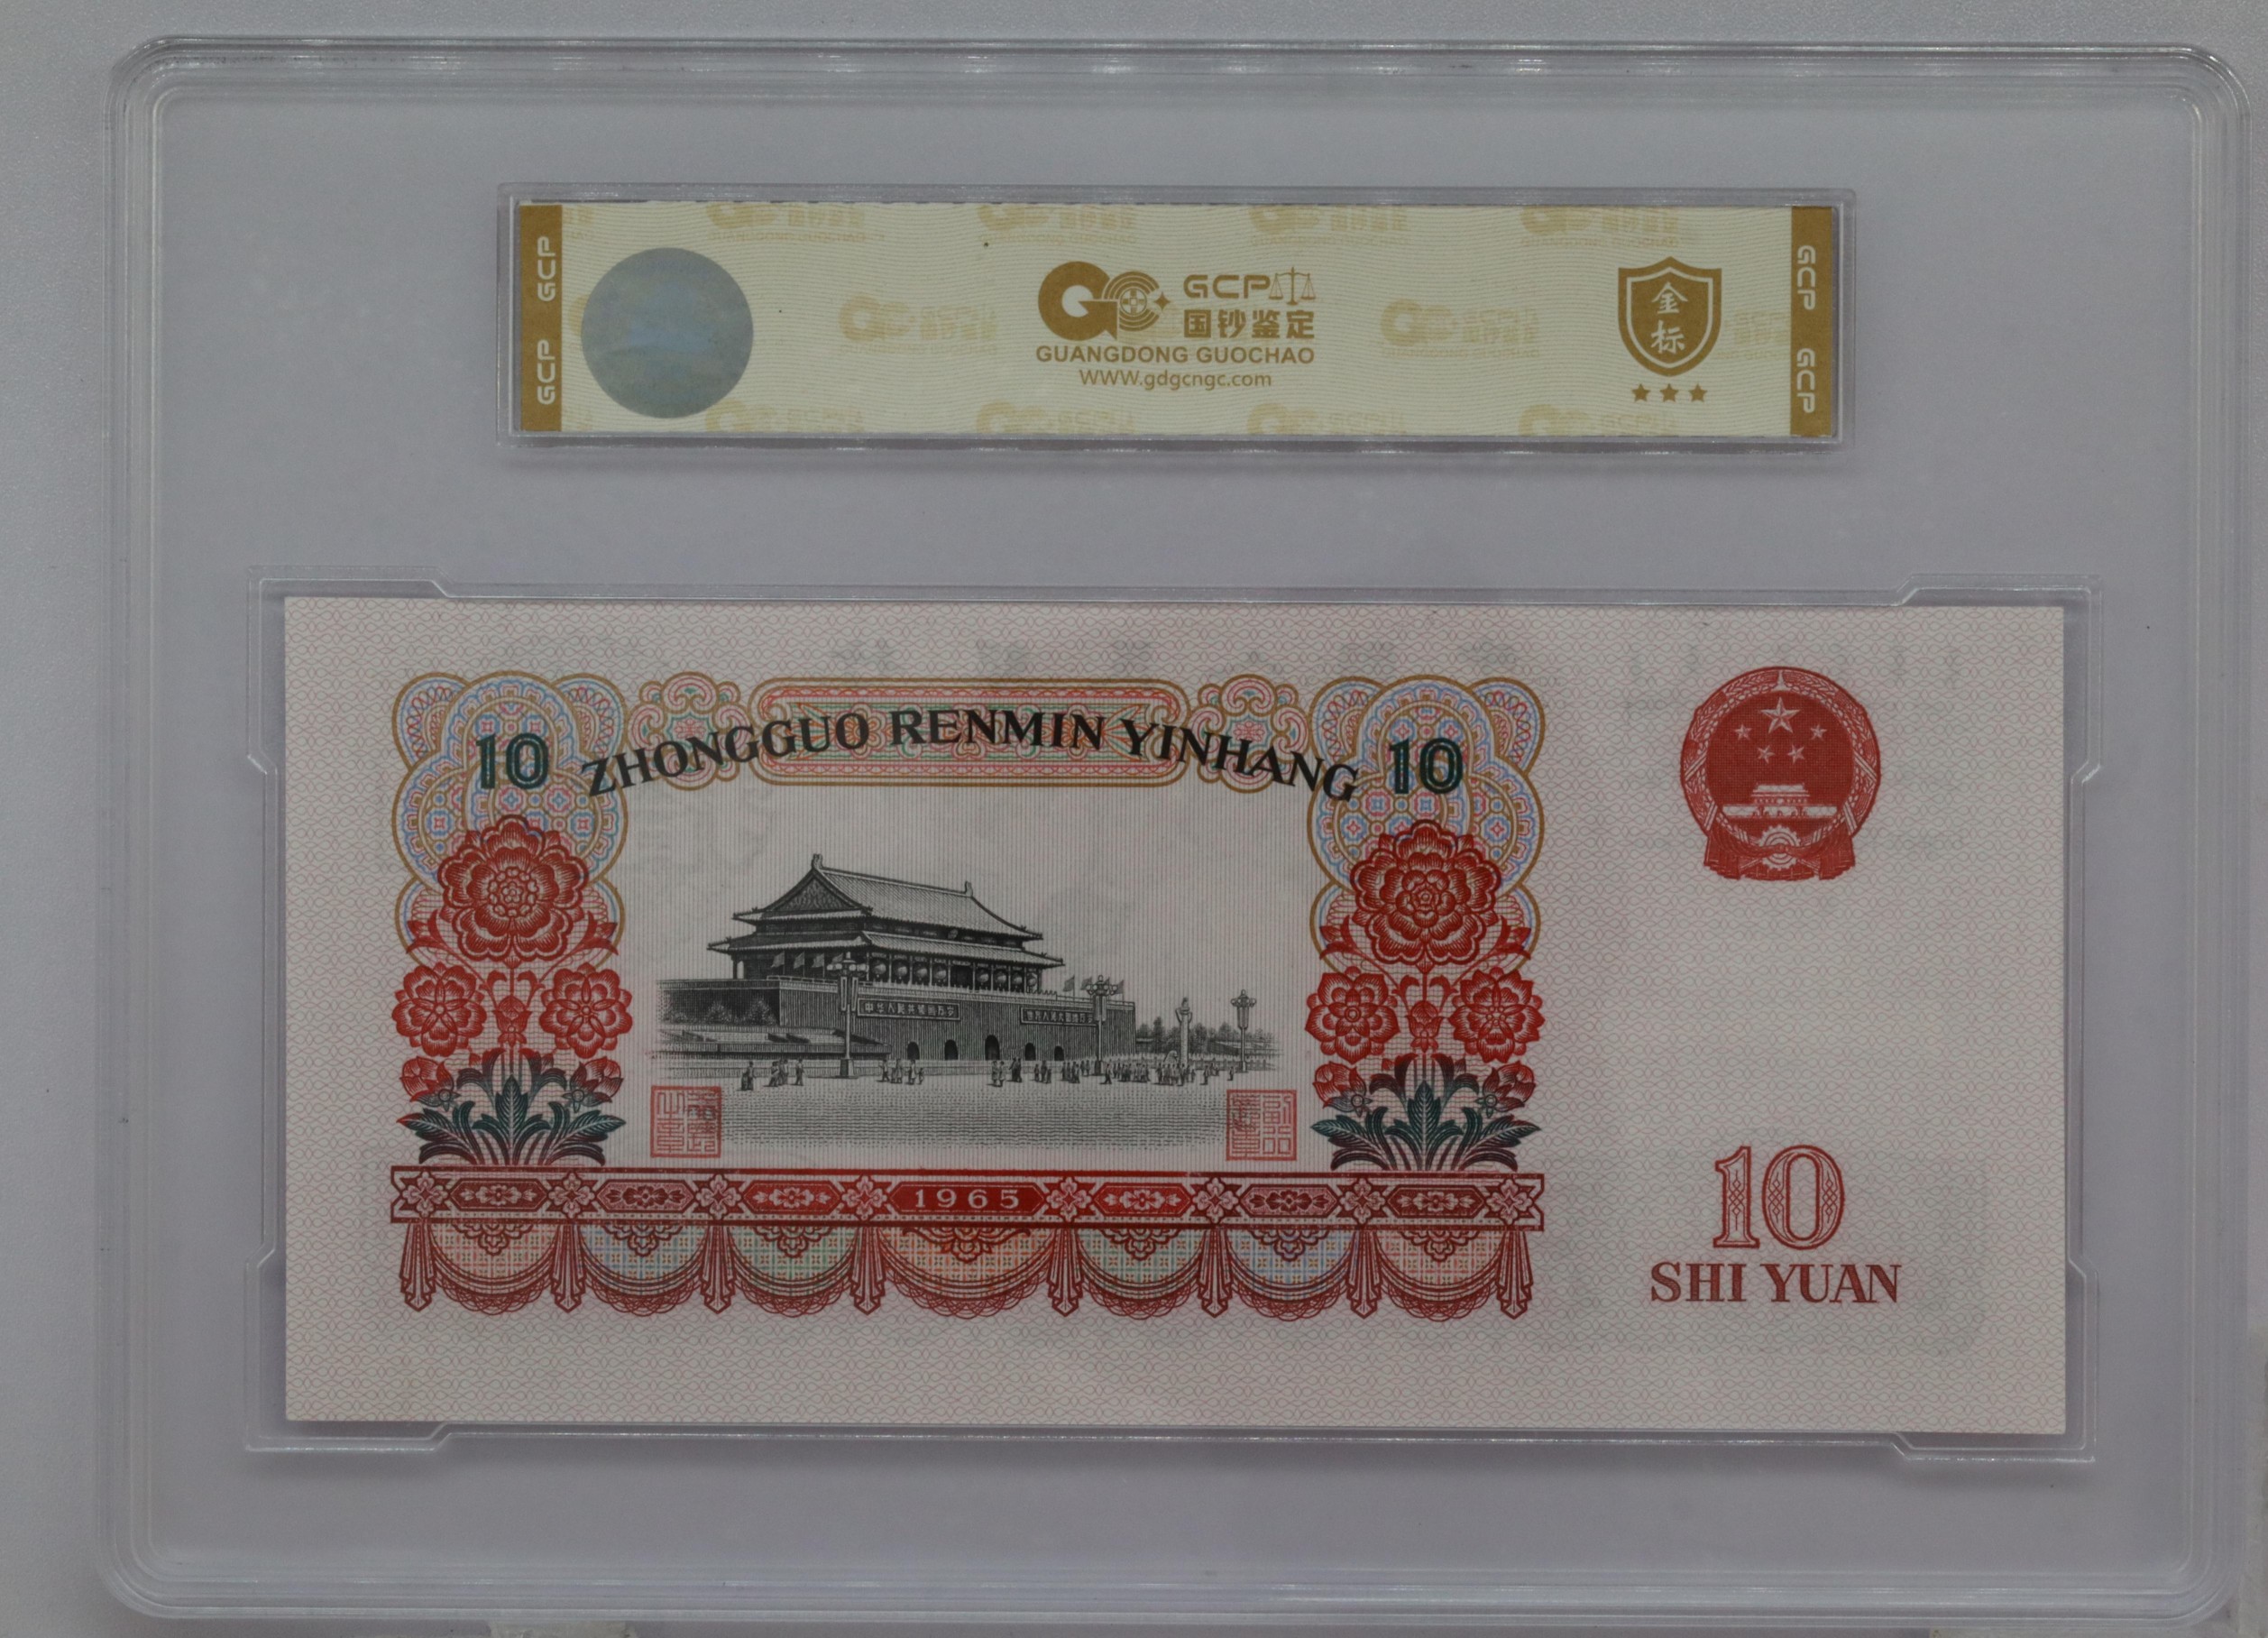 GCP
国钞鉴定
GUANGDONG GUOCHAO
WWW.gdgcngc.com
金
标
GCP
GCP
GCP
GCP
10
ZHONGGUO RENMIN YINHANG
10
1965
10
SHI YUAN